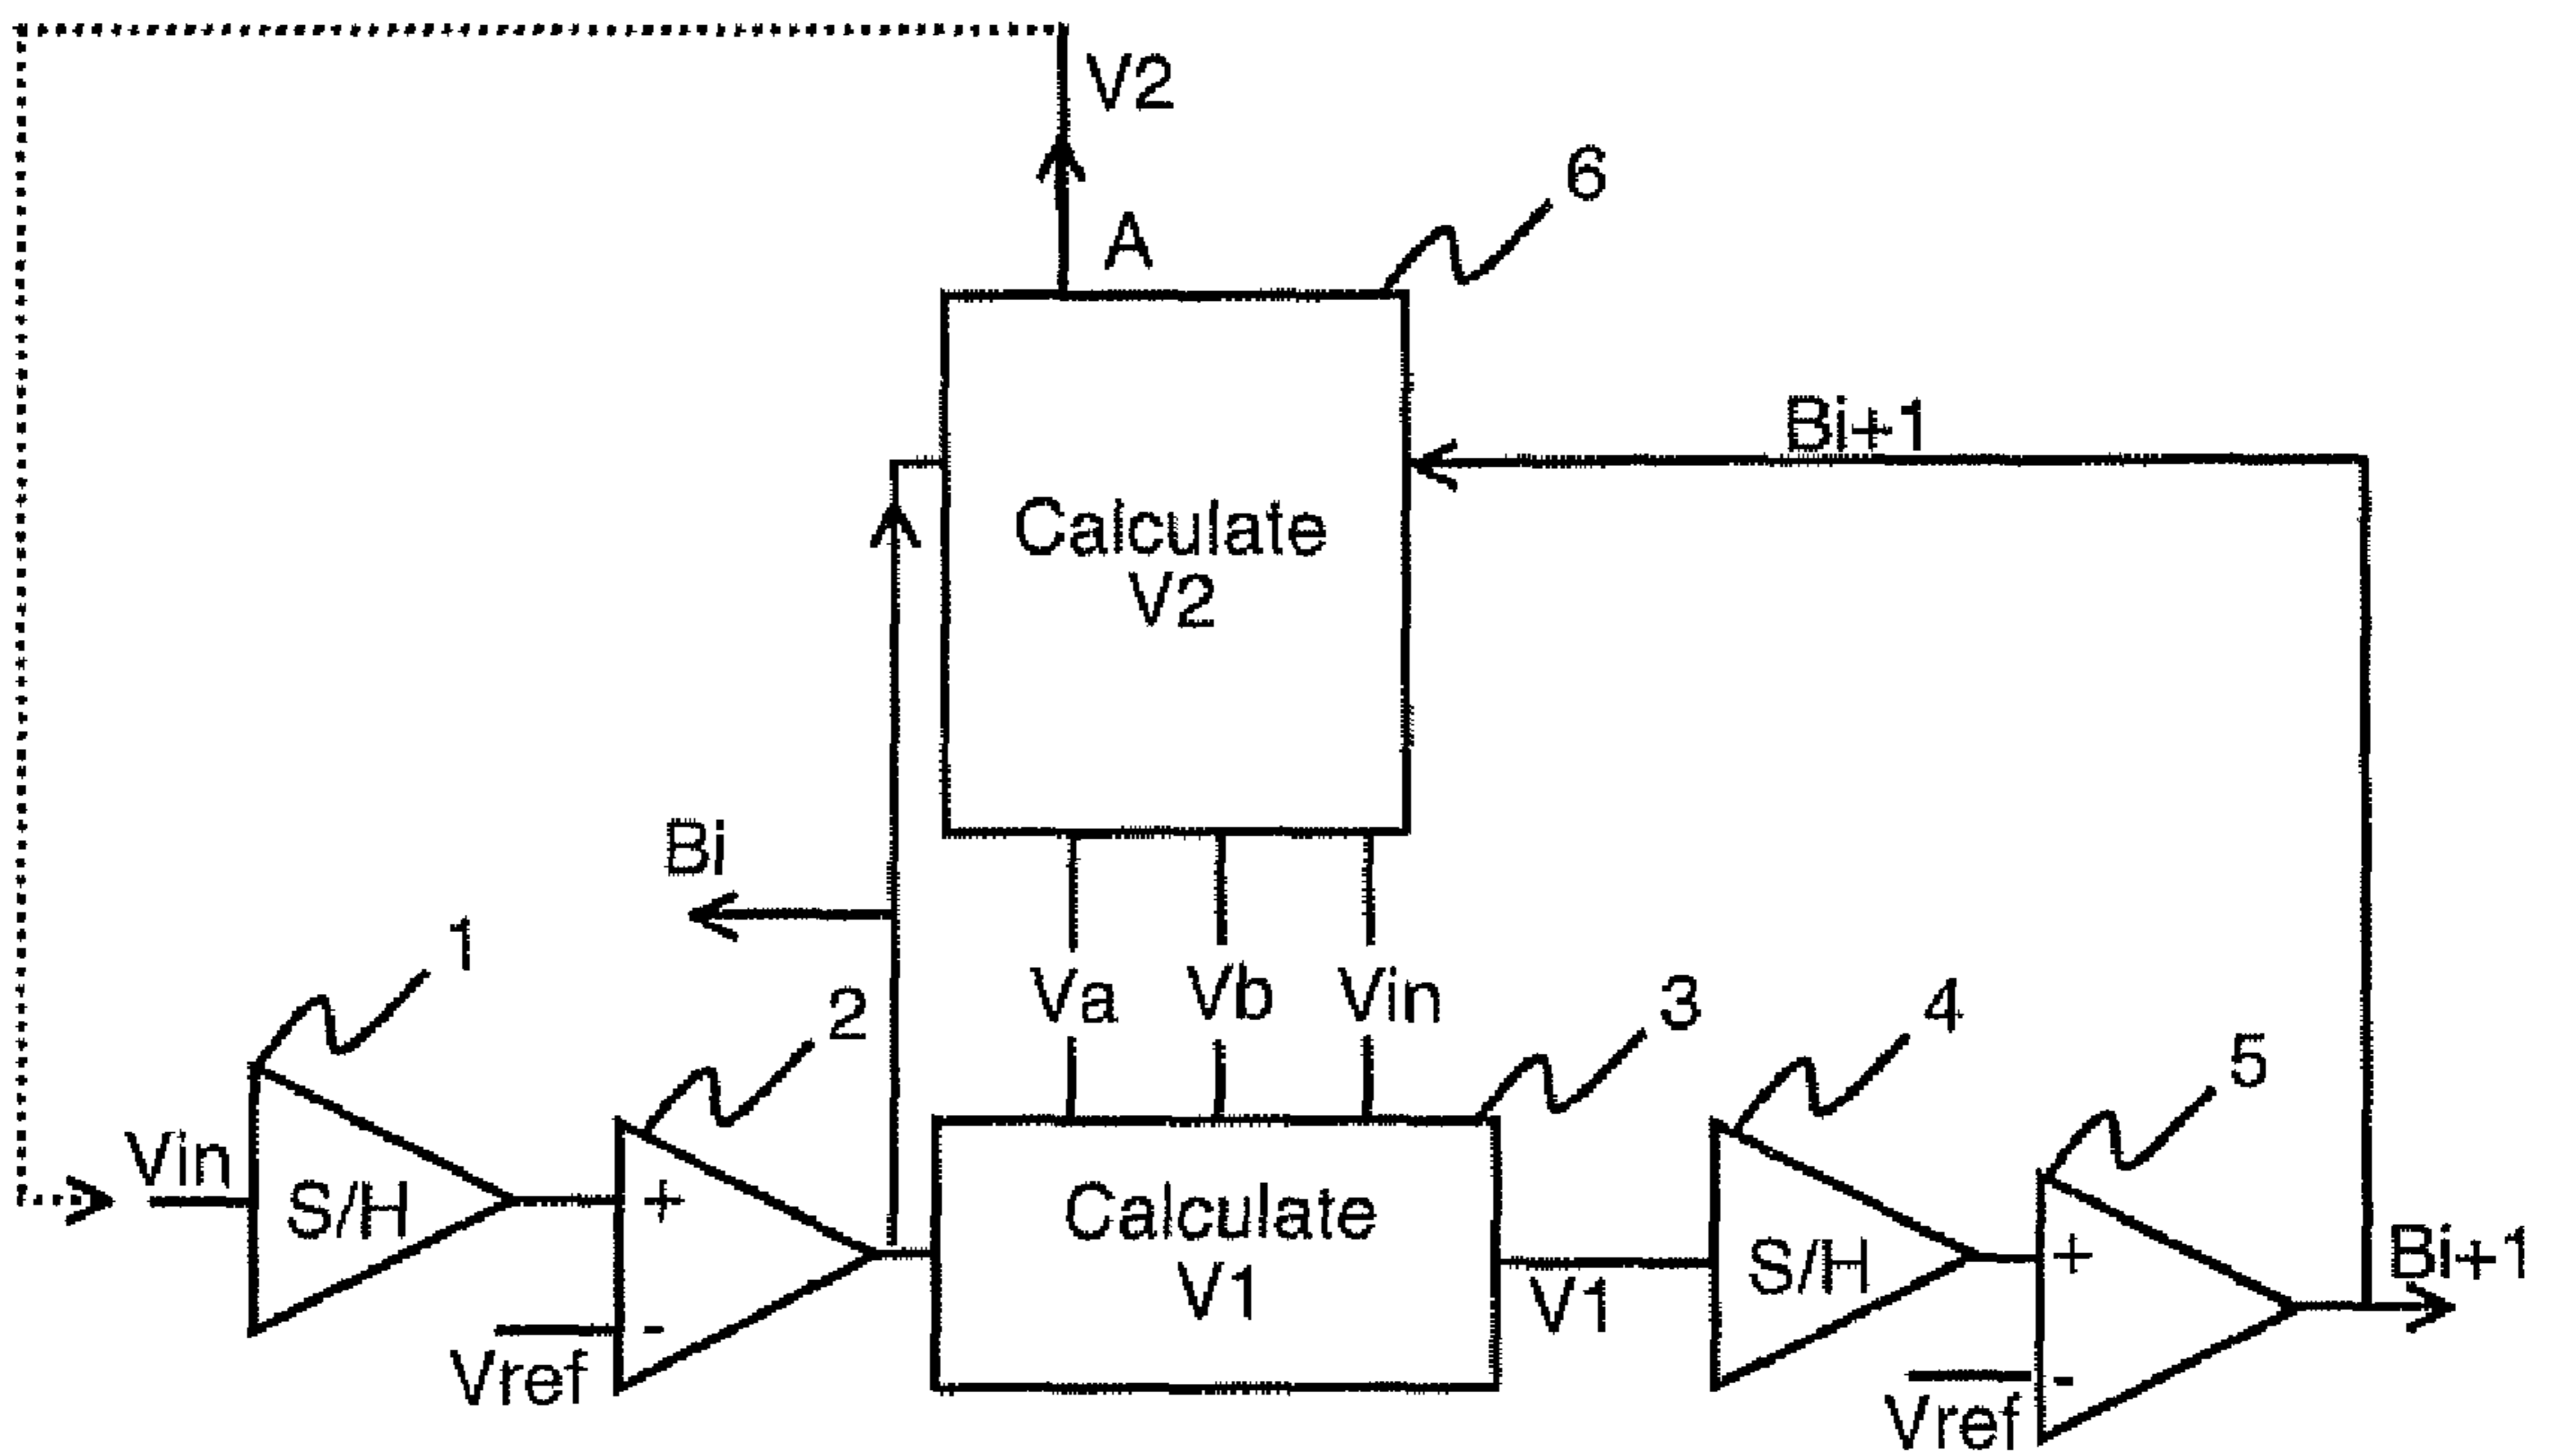 V2
6
A
Bi+1
Calculate
V2
Bi
1
2
Va
Vb
Vin
3
4
5
Vin
S/H
+
-
Vref
Calculate
V1
V1
S/H
+
-
Vref
Bi+1